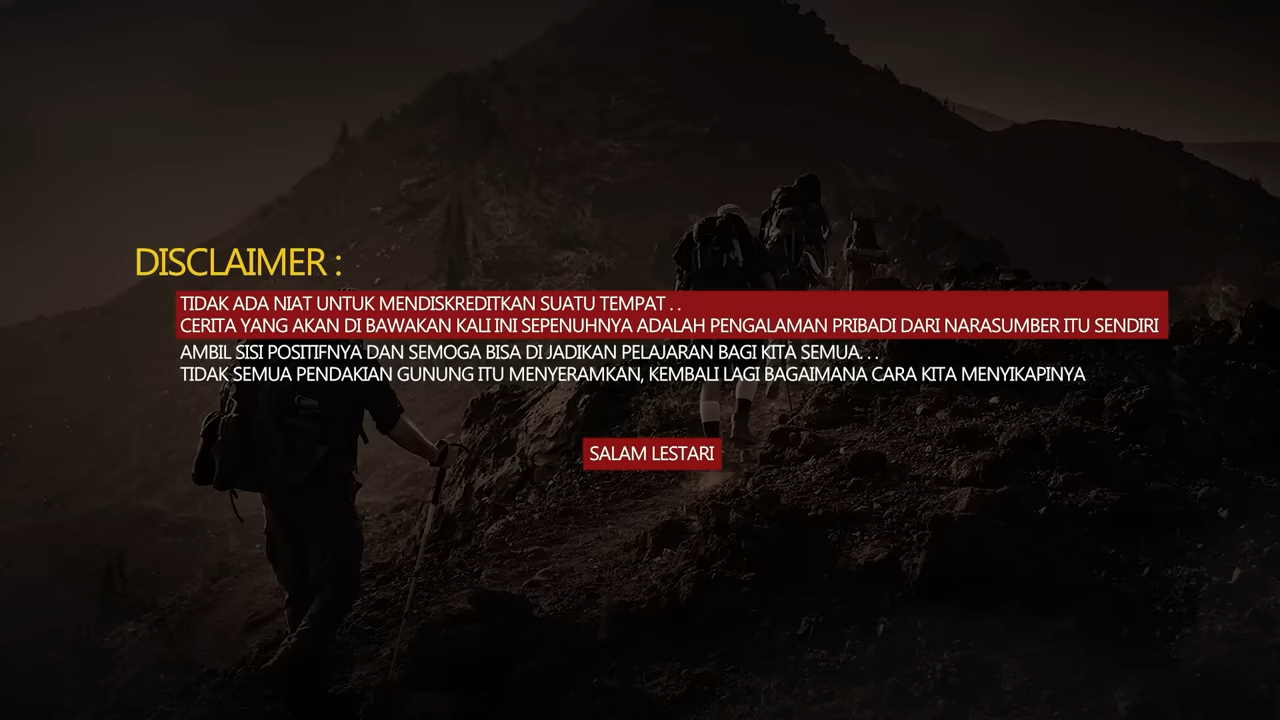 DISCLAIMER :
TIDAK ADA NIAT UNTUK MENDISKREDITKAN SUATU TEMPAT . .
CERITA YANG AKAN DI BAWAKAN KALI INI SEPENUHNYA ADALAH PENGALAMAN PRIBADI DARI NARASUMBER ITU SENDIRI
AMBIL SISI POSITIFNYA DAN SEMOGA BISA DI JADIKAN PELAJARAN BAGI KITA SEMUA. . .
TIDAK SEMUA PENDAKIAN GUNUNG ITU MENYERAMKAN, KEMBALI LAGI BAGAIMANA CARA KITA MENYIKAPINYA
SALAM LESTARI